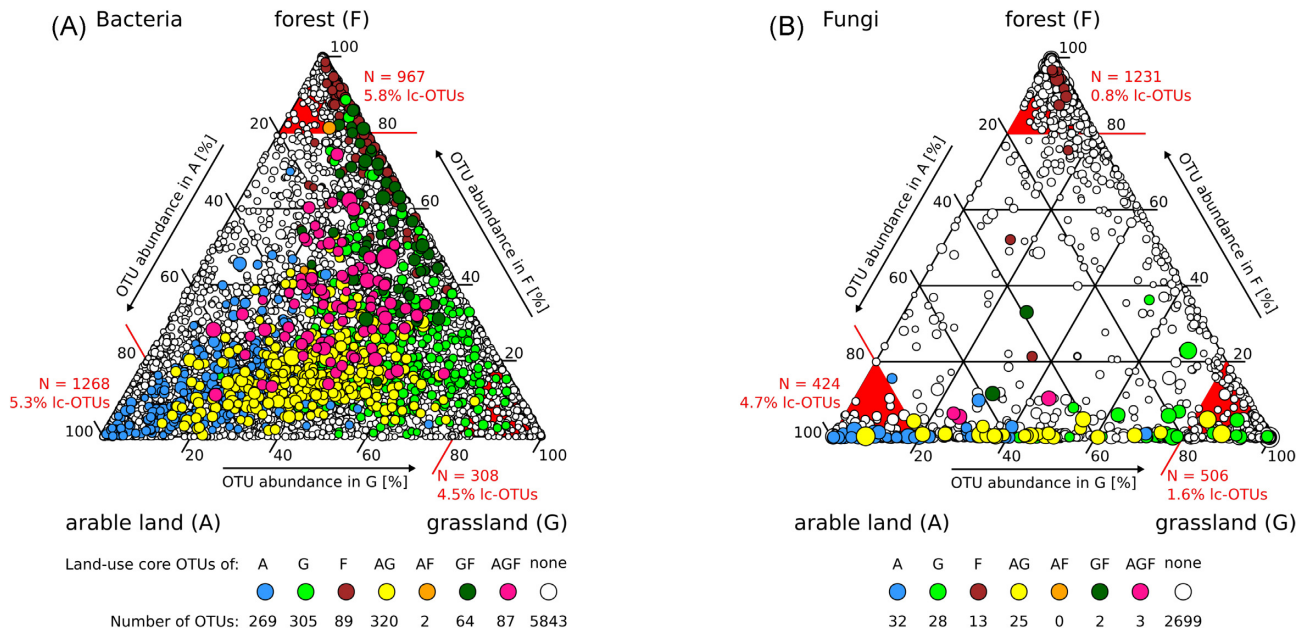 (A) Bacteria
forest (F)
100
N = 967
5.8% lc-OTUs
20
80
OTU abundance in A [%]
OTU abundance in F [%]
40
60
60
40
80
20
N = 1268
5.3% lc-OTUs
100
20
40
60
80
100
OTU abundance in G [%]
N = 308
4.5% lc-OTUs
arable land (A)
grassland (G)
Land-use core OTUs of: A G F AG AF GF AGF none
Number of OTUs: 269 305 89 320 2 64 87 5843
(B) Fungi
forest (F)
100
N = 1231
0.8% lc-OTUs
20
80
OTU abundance in A [%]
OTU abundance in F [%]
40
60
60
40
80
20
N = 424
4.7% lc-OTUs
100
20
40
60
80
100
OTU abundance in G [%]
N = 506
1.6% lc-OTUs
arable land (A)
grassland (G)
A G F AG AF GF AGF none
32 28 13 25 0 2 3 2699